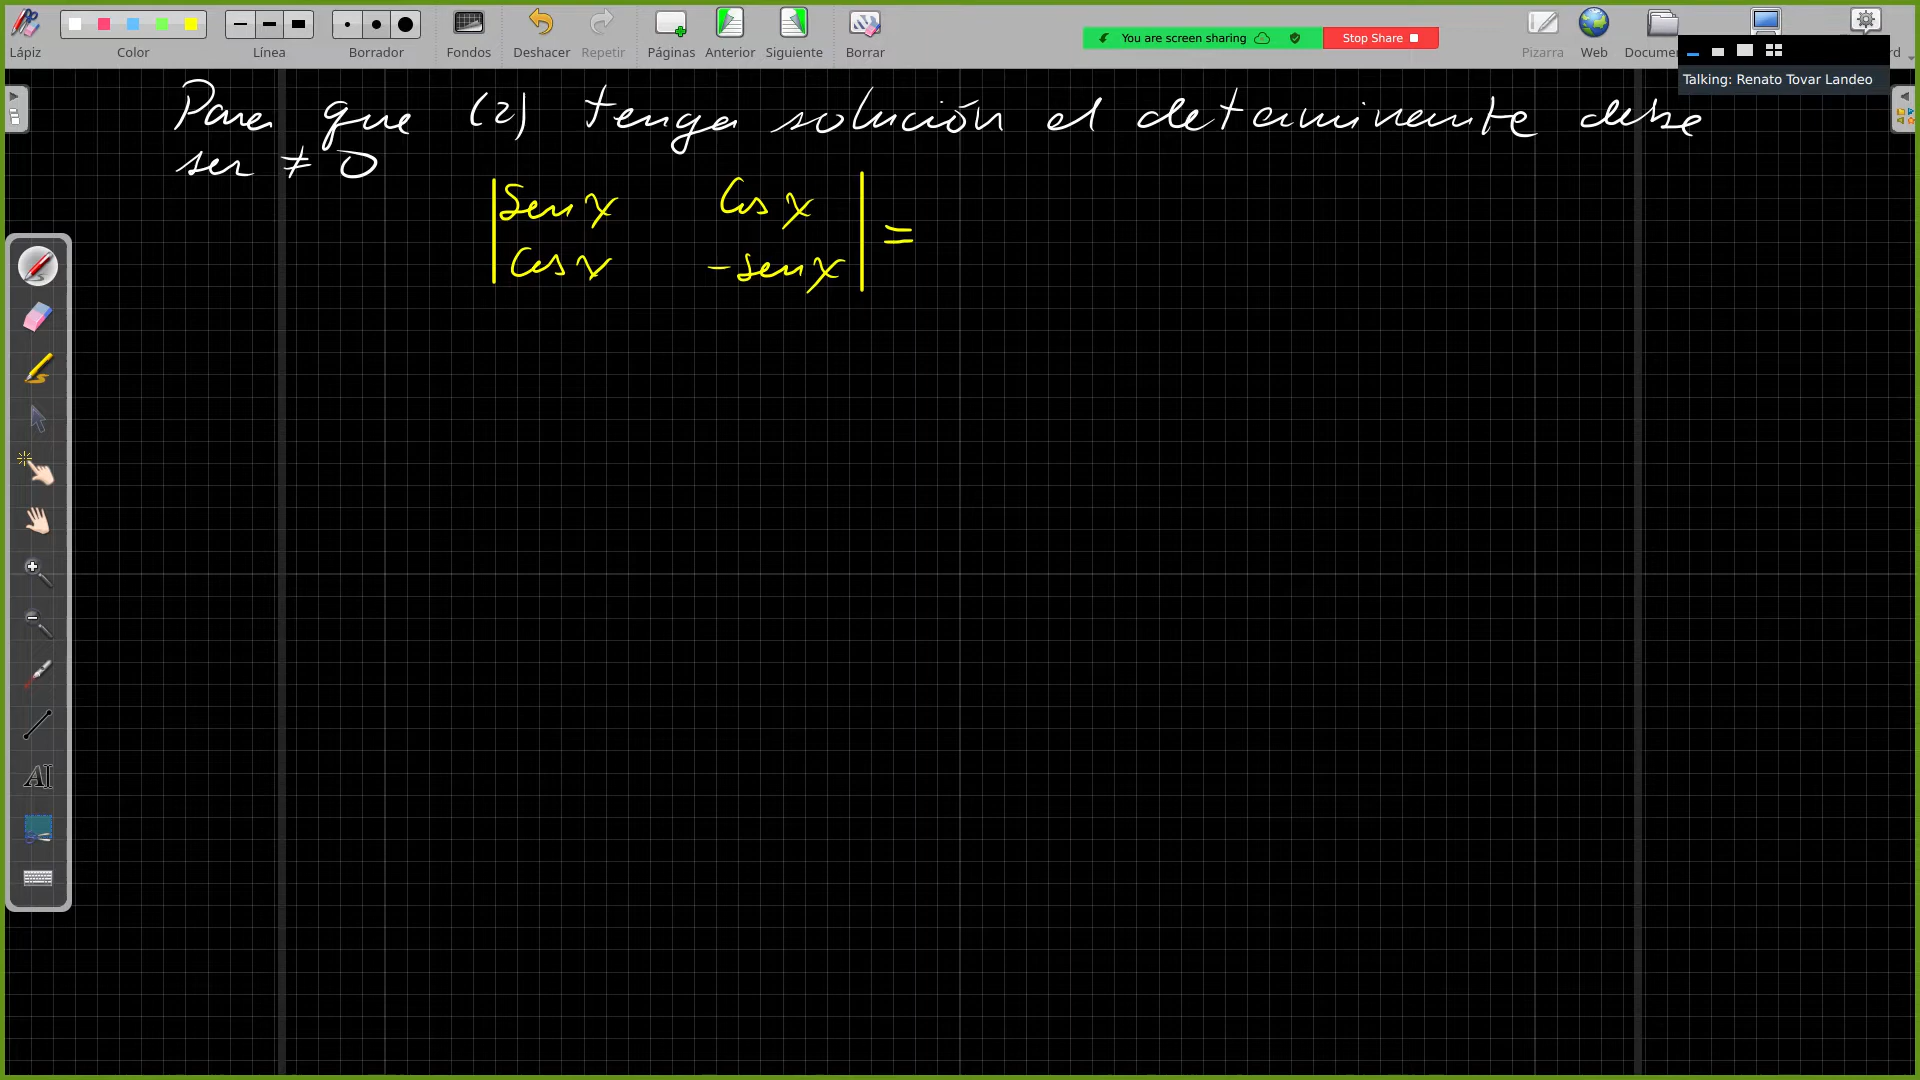 Lápiz Color Línea Borrador Fondos Deshacer Repetir Páginas Anterior Siguiente Borrar You are screen sharing Stop Share Pizarra Web
Talking: Renato Tovar Landeo
Para que (2) tenga solución el determinante debe
ser ≠ 0
|Sen x Cos x| =
|Cos x -sen x|